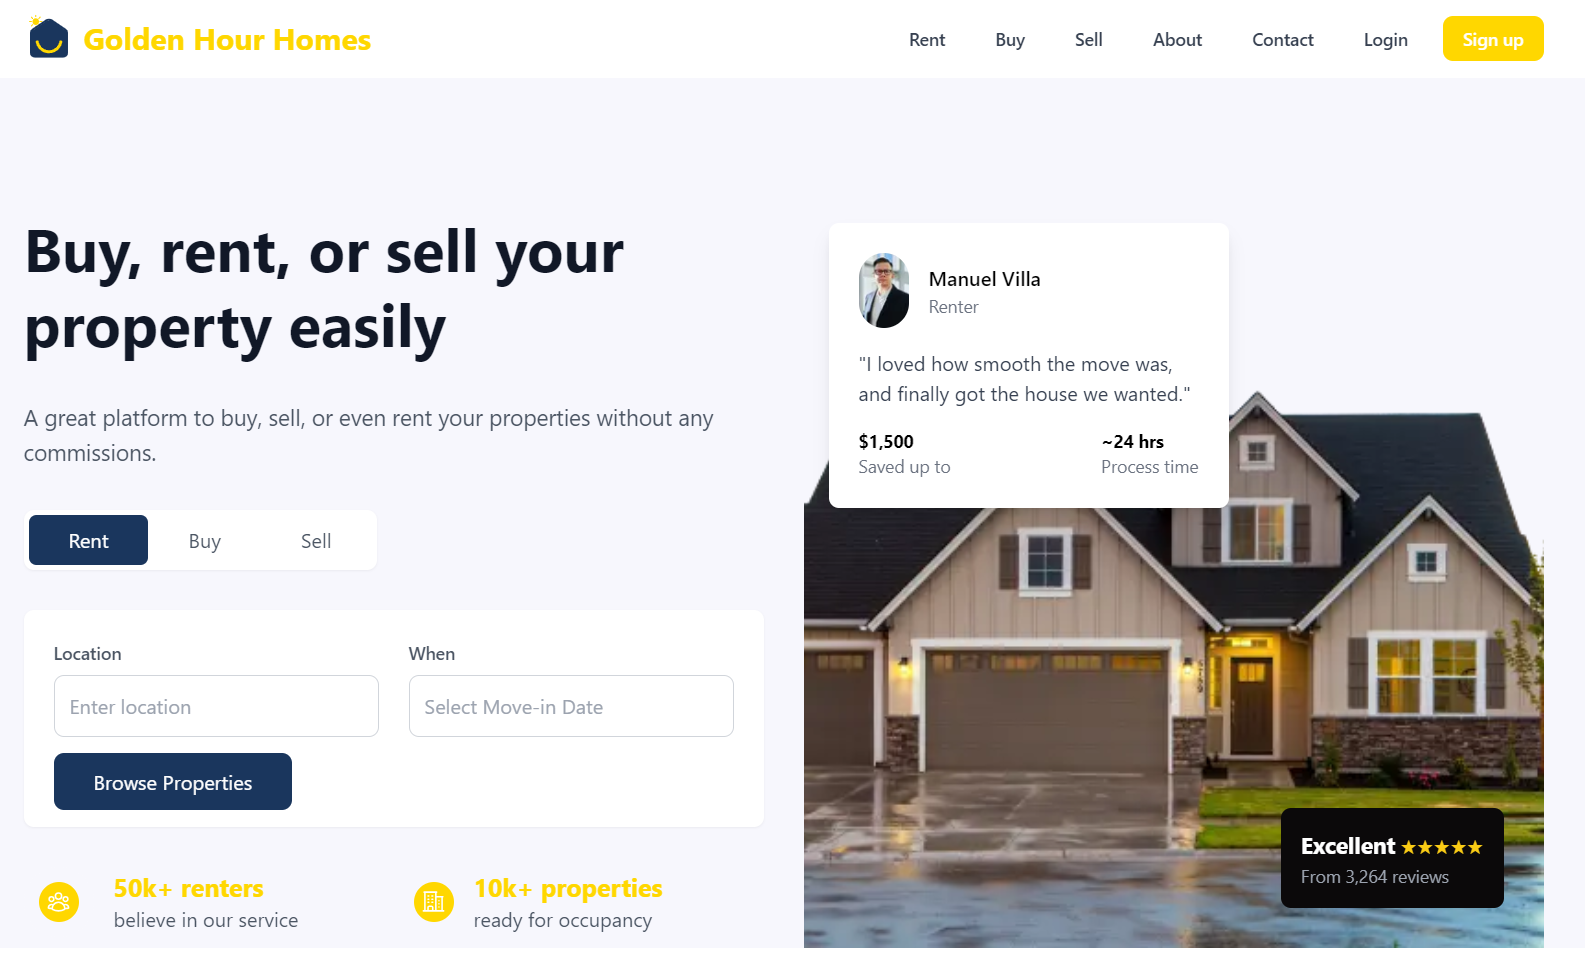 Golden Hour Homes
Rent
Buy
Sell
About
Contact
Login
Sign up
Buy, rent, or sell your
property easily
A great platform to buy, sell, or even rent your properties without any
commissions.
Rent
Buy
Sell
Location
When
Enter location
Select Move-in Date
Browse Properties
50k+ renters
believe in our service
10k+ properties
ready for occupancy
Manuel Villa
Renter
"I loved how smooth the move was,
and finally got the house we wanted."
$1,500
Saved up to
~24 hrs
Process time
Excellent ★★★★★
From 3,264 reviews